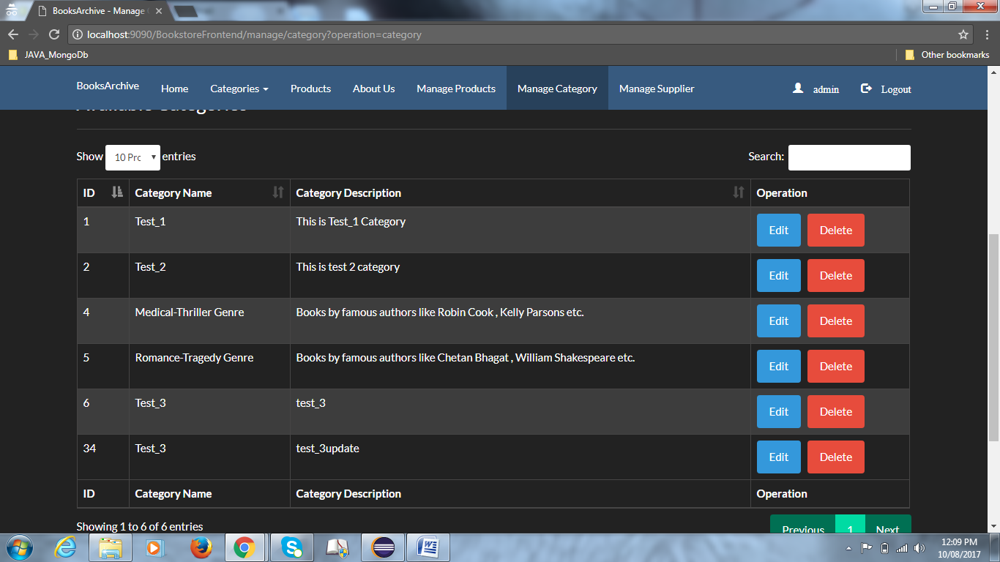 BooksArchive - Manage
localhost:9090/BookstoreFrontend/manage/category?operation=category
JAVA_MongoDb
Other bookmarks
BooksArchive Home Categories Products About Us Manage Products Manage Category Manage Supplier admin Logout
Available Categories
Show 10 Prc entries Search:
ID Category Name Category Description Operation
1 Test_1 This is Test_1 Category Edit Delete
2 Test_2 This is test 2 category Edit Delete
4 Medical-Thriller Genre Books by famous authors like Robin Cook , Kelly Parsons etc. Edit Delete
5 Romance-Tragedy Genre Books by famous authors like Chetan Bhagat , William Shakespeare etc. Edit Delete
6 Test_3 test_3 Edit Delete
34 Test_3 test_3update Edit Delete
ID Category Name Category Description Operation
Showing 1 to 6 of 6 entries Previous 1 Next
12:09 PM
10/08/2017